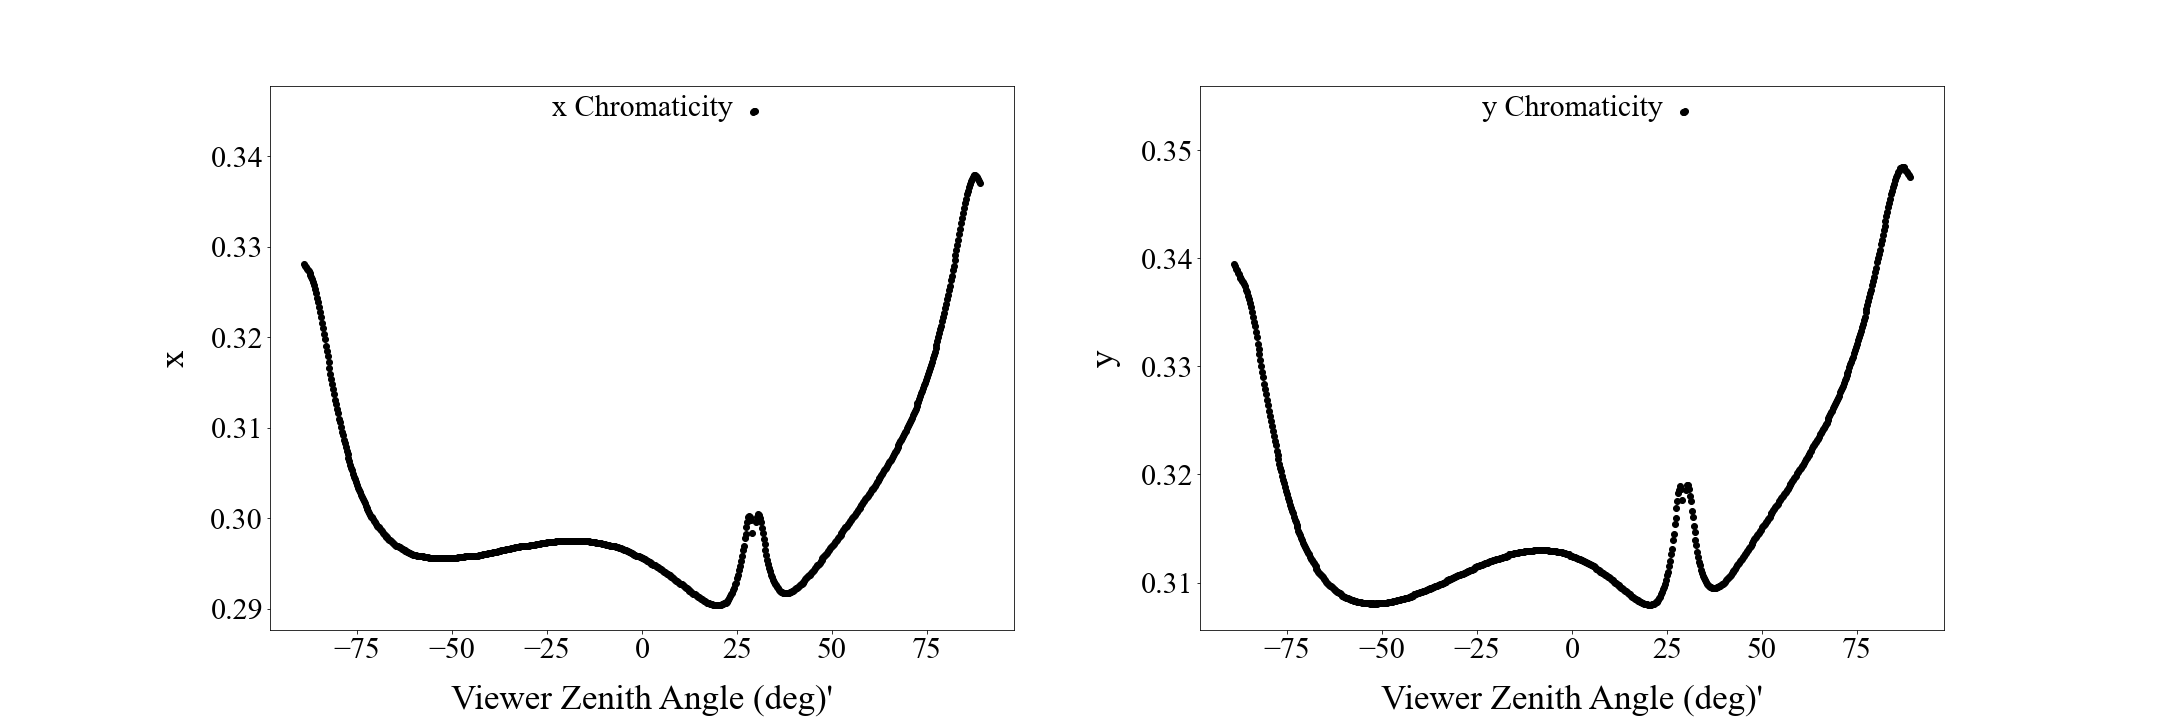 x Chromaticity
0.34
0.33
0.32
0.31
0.30
0.29
x
−75 −50 −25 0 25 50 75
Viewer Zenith Angle (deg)'
y Chromaticity
0.35
0.34
0.33
0.32
0.31
y
−75 −50 −25 0 25 50 75
Viewer Zenith Angle (deg)'